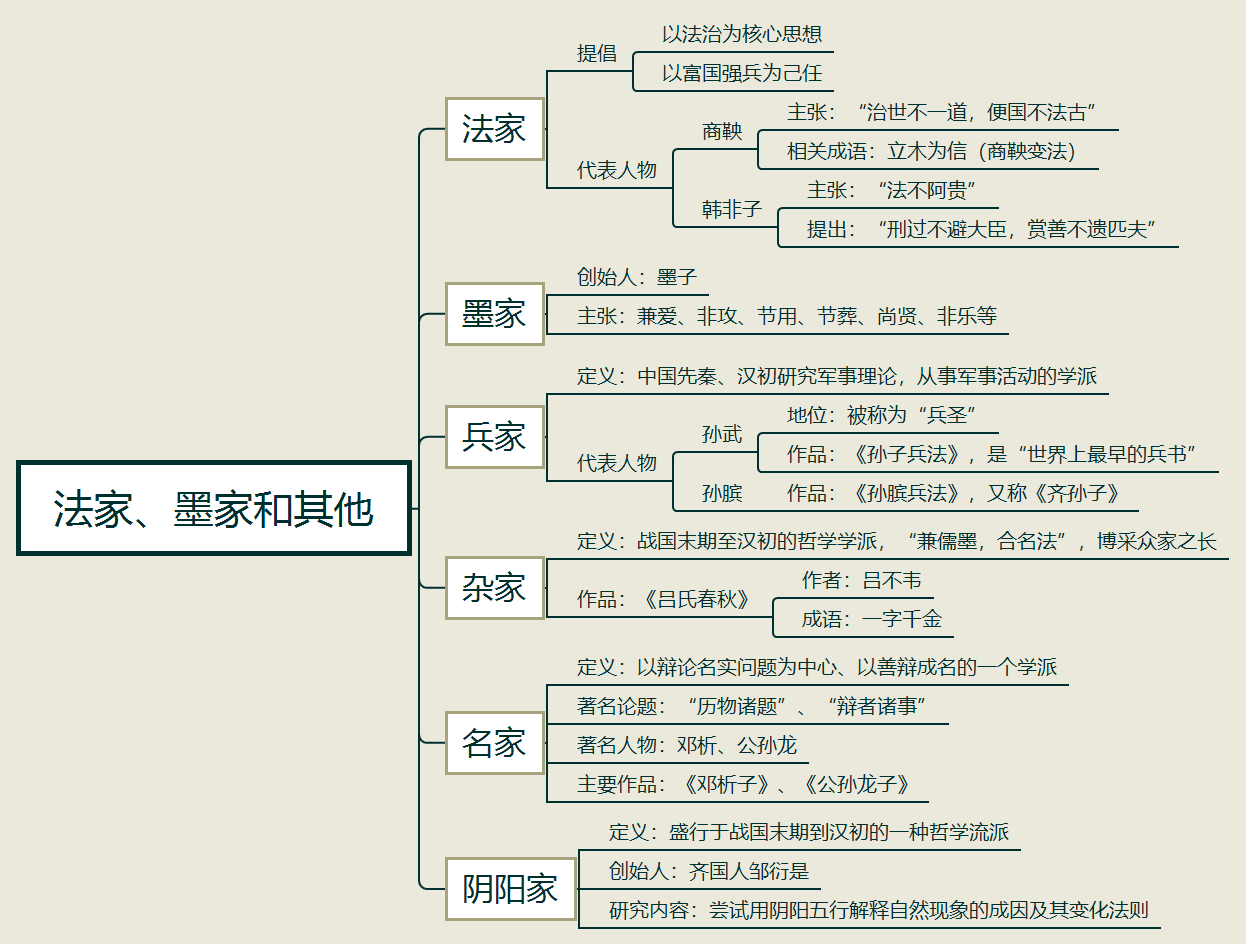 法家、墨家和其他
法家
提倡
以法治为核心思想
以富国强兵为己任
代表人物
商鞅
主张：“治世不一道，便国不法古”
相关成语：立木为信（商鞅变法）
韩非子
主张：“法不阿贵”
提出：“刑过不避大臣，赏善不遗匹夫”
墨家
创始人：墨子
主张：兼爱、非攻、节用、节葬、尚贤、非乐等
兵家
定义：中国先秦、汉初研究军事理论，从事军事活动的学派
代表人物
孙武
地位：被称为“兵圣”
作品：《孙子兵法》，是“世界上最早的兵书”
孙膑
作品：《孙膑兵法》，又称《齐孙子》
杂家
定义：战国末期至汉初的哲学学派，“兼儒墨，合名法”，博采众家之长
作品：《吕氏春秋》
作者：吕不韦
成语：一字千金
名家
定义：以辩论名实问题为中心、以善辩成名的一个学派
著名论题：“历物诸题”、“辩者诸事”
著名人物：邓析、公孙龙
主要作品：《邓析子》、《公孙龙子》
阴阳家
定义：盛行于战国末期到汉初的一种哲学流派
创始人：齐国人邹衍是
研究内容：尝试用阴阳五行解释自然现象的成因及其变化法则